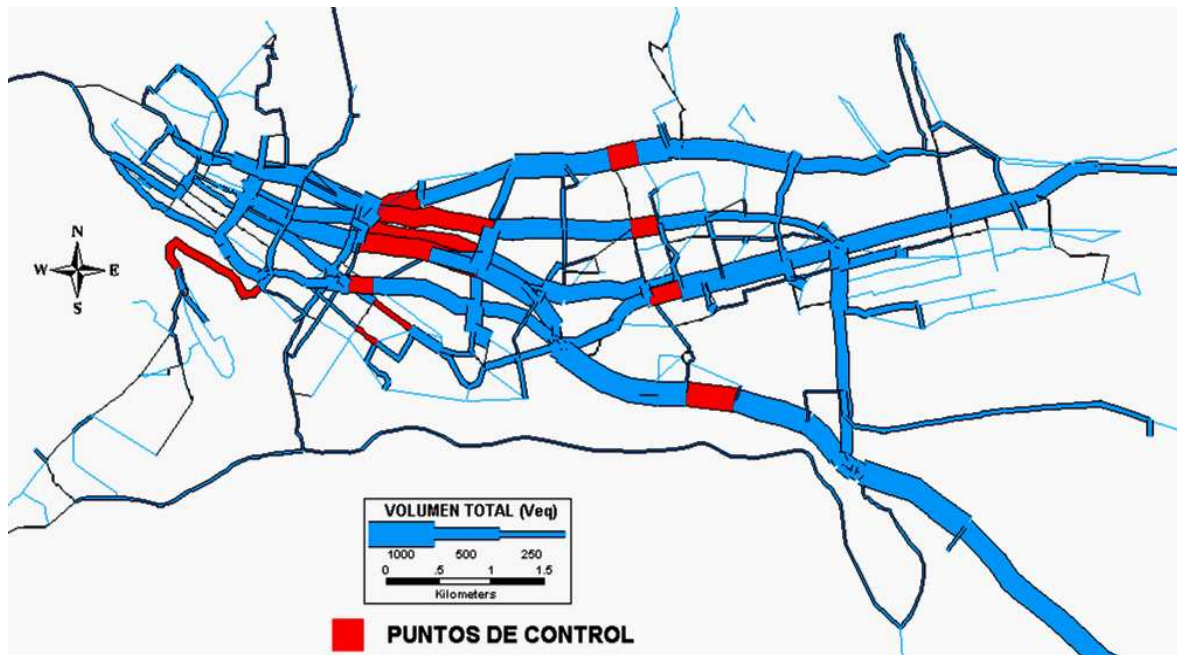 N
W E
S
VOLUMEN TOTAL (Veq)
1000 500 250
0 .5 1 1.5
Kilometers
PUNTOS DE CONTROL